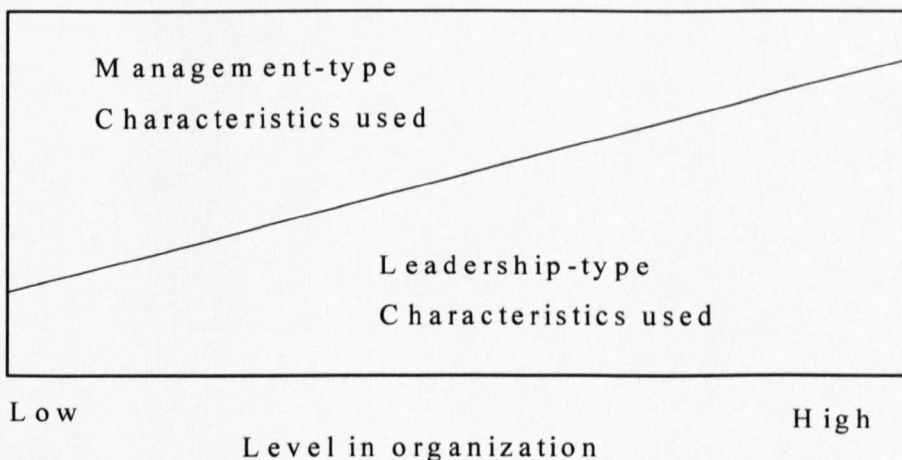 Management-type
Characteristics used
Leadership-type
Characteristics used
Low
High
Level in organization